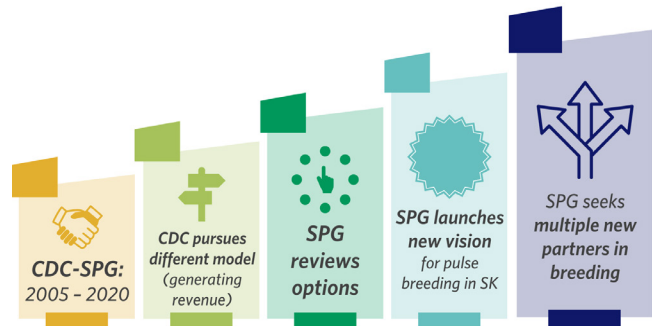 CDC-SPG:
2005 – 2020
CDC pursues
different model
(generating
revenue)
SPG
reviews
options
SPG launches
new vision
for pulse
breeding in SK
SPG seeks
multiple new
partners in
breeding